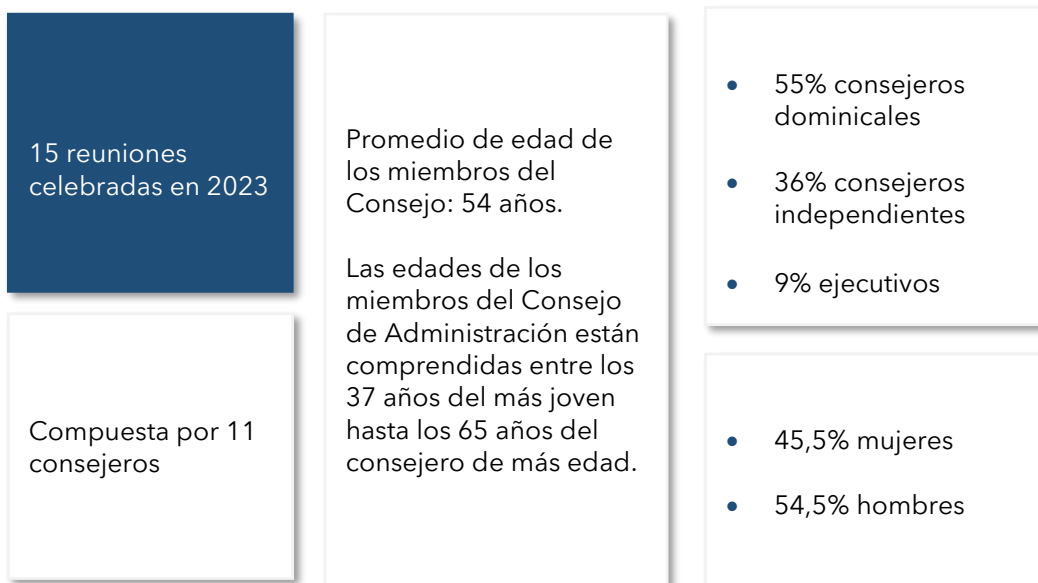 15 reuniones
celebradas en 2023
Compuesta por 11
consejeros
Promedio de edad de
los miembros del
Consejo: 54 años.
Las edades de los
miembros del Consejo
de Administración están
comprendidas entre los
37 años del más joven
hasta los 65 años del
consejero de más edad.
• 55% consejeros
dominicales
• 36% consejeros
independientes
• 9% ejecutivos
• 45,5% mujeres
• 54,5% hombres